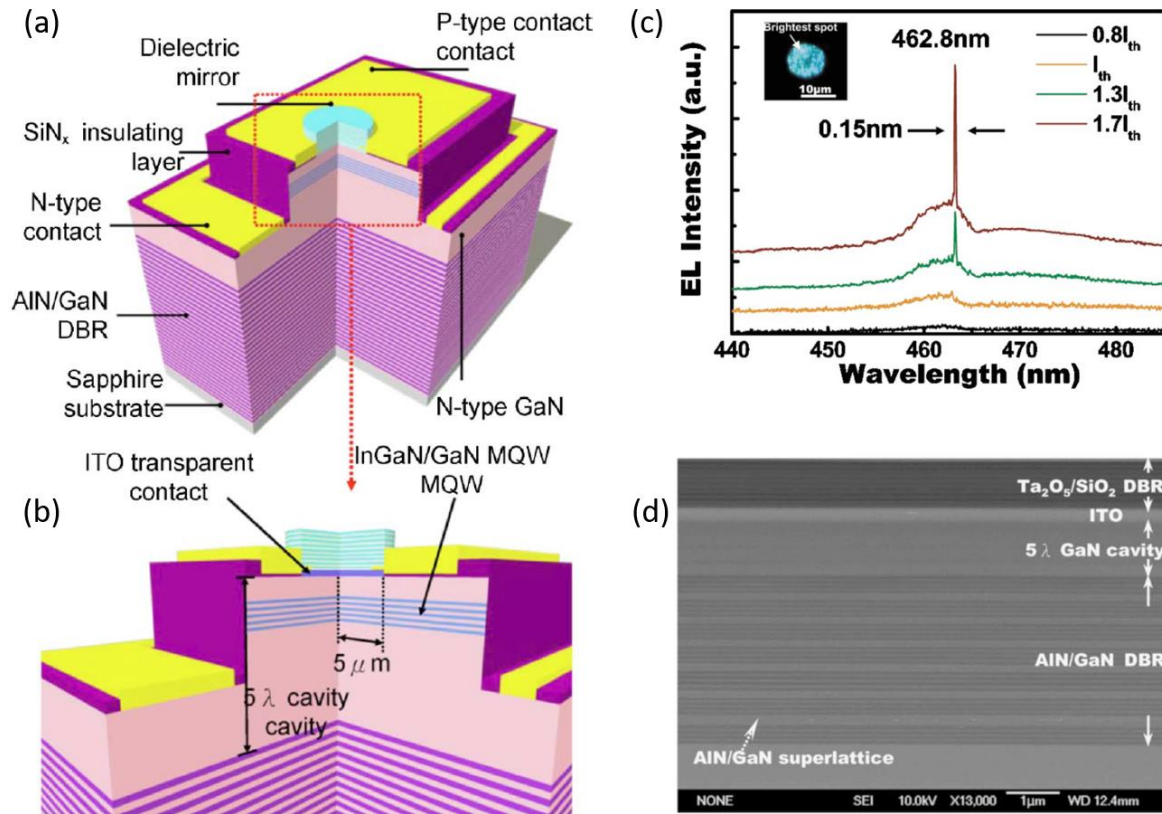 (a)
P-type contact
contact
Dielectric
mirror
SiNx insulating
layer
N-type
contact
AlN/GaN
DBR
Sapphire
substrate
N-type GaN
ITO transparent
contact
InGaN/GaN MQW
MQW
(b)
5 μm
5 λ cavity
cavity
(c)
Brightest spot
10μm
462.8nm
0.15nm
0.8Ith
Ith
1.3Ith
1.7Ith
EL Intensity (a.u.)
440 450 460 470 480
Wavelength (nm)
(d)
Ta2O5/SiO2 DBR
ITO
5 λ GaN cavity
AlN/GaN DBR
AlN/GaN superlattice
NONE SEI 10.0kV X13,000 1μm WD 12.4mm